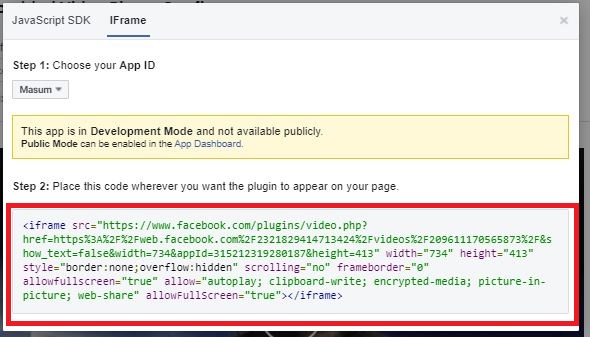 JavaScript SDK IFrame ×
Step 1: Choose your App ID
Masum
This app is in Development Mode and not available publicly.
Public Mode can be enabled in the App Dashboard.
Step 2: Place this code wherever you want the plugin to appear on your page.
<iframe src="https://www.facebook.com/plugins/video.php?
href=https%3A%2F%2Fweb.facebook.com%2F2321829414713424%2Fvideos%2F209611170565873%2F&s
how_text=false&width=734&appId=315212319280187&height=413" width="734" height="413"
style="border:none;overflow:hidden" scrolling="no" frameborder="0"
allowfullscreen="true" allow="autoplay; clipboard-write; encrypted-media; picture-in-
picture; web-share" allowFullScreen="true"></iframe>